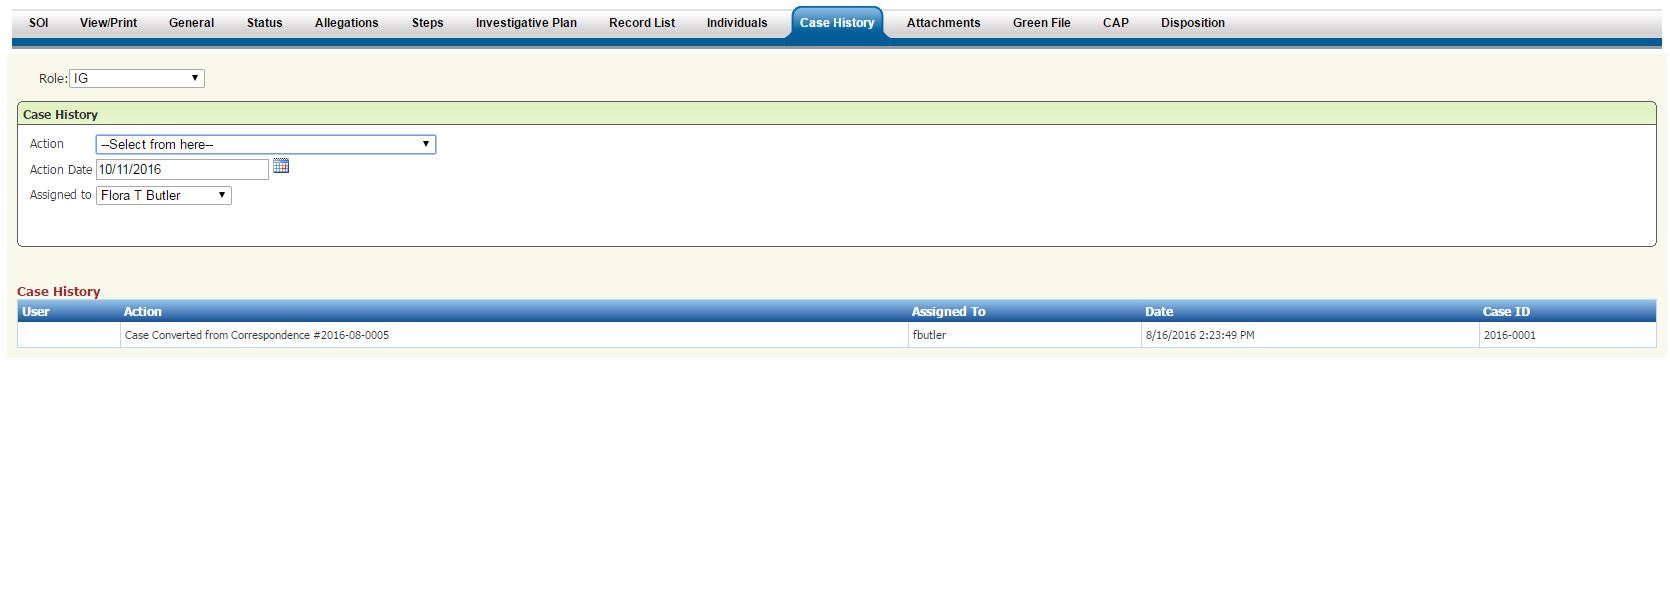 SOI View/Print General Status Allegations Steps Investigative Plan Record List Individuals Case History Attachments Green File CAP Disposition
Role: IG
Case History
Action --Select from here--
Action Date 10/11/2016
Assigned to Flora T Butler
Case History
User Action Assigned To Date Case ID
Case Converted from Correspondence #2016-08-0005 fbutler 8/16/2016 2:23:49 PM 2016-0001